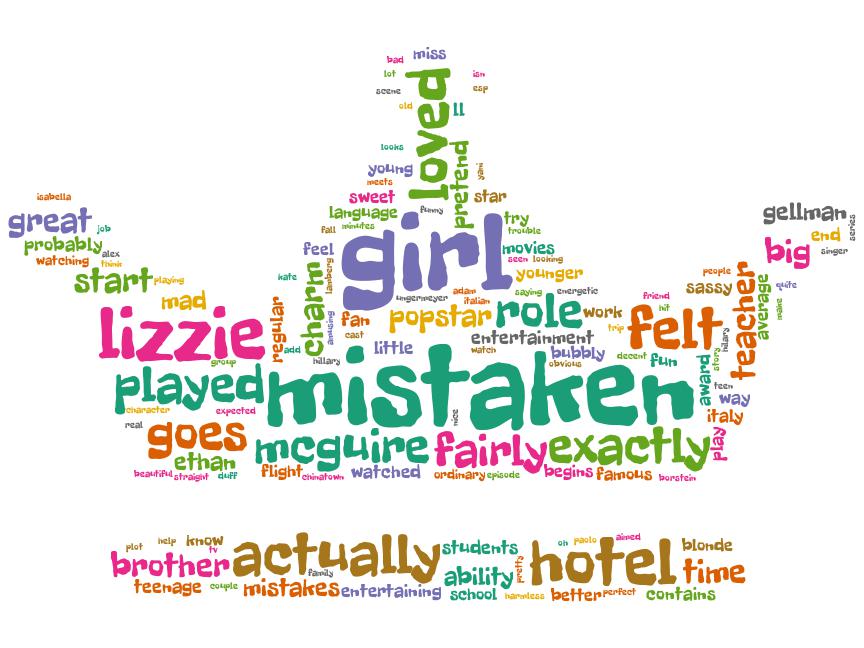 bad
miss
lot
isn
scene
esp
old
ll
loved
looks
young
pretend
yani
meets
sweet
star
language
funny
try
minutes
trouble
isabella
great
job
probably
alex
watching
think
start
playing
mad
fall
feel
girl
movies
seen
looking
younger
kate
lamberg
charm
ungermeyer
adam
italian
saying
energetic
gellman
series
end
singer
big
people
quite
sassy
teacher
average
make
friend
hit
lizzie
regular
amusing
fan
cast
popstar
role
work
trip
felt
hilary
story
add
hillary
little
entertainment
watch
bubbly
obvious
decent
fun
group
played
mistaken
award
teen
way
character
expected
real
nice
italy
goes
mcguire
fairly
exactly
play
ethan
beautiful
straight
duff
flight
chinatown
watched
ordinary
episode
begins
famous
borstein
plot
help
know
tv
brother
actually
students
oh
paolo
aimed
blonde
family
ability
pretty
hotel
time
teenage
couple
mistakes
entertaining
school
harmless
better
perfect
contains